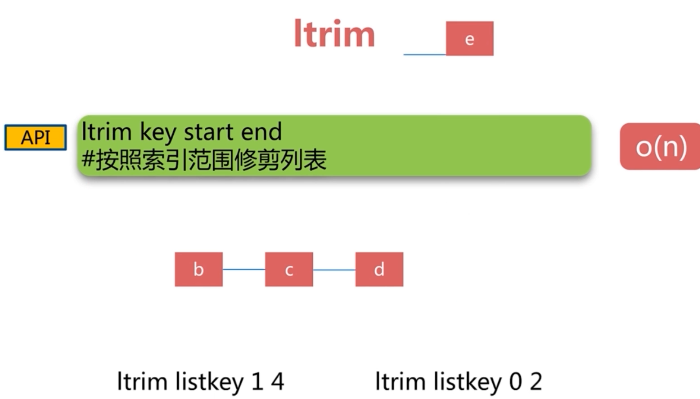 ltrim
e
API
ltrim key start end
#按照索引范围修剪列表
o(n)
b c d
ltrim listkey 1 4
ltrim listkey 0 2